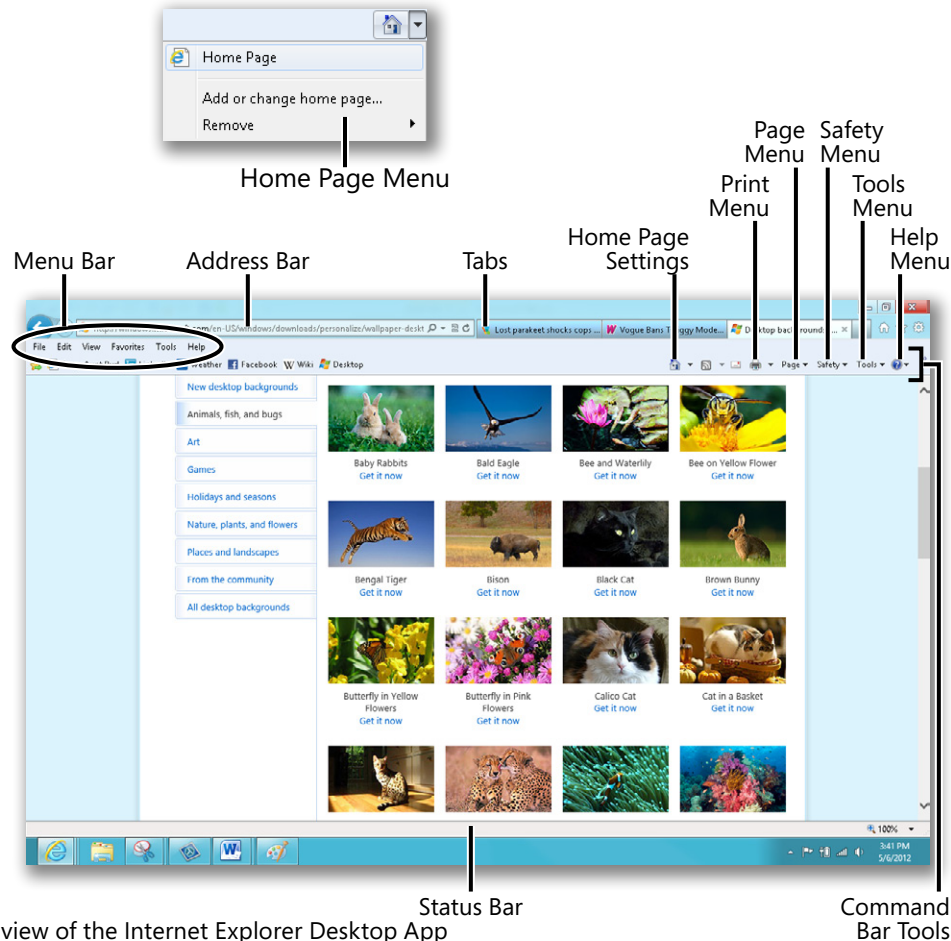 Home Page
Add or change home page...
Remove
Home Page Menu
Page Menu
Safety Menu
Print Menu
Tools Menu
Home Page Settings
Help Menu
Menu Bar
Address Bar
Tabs
.com/en-US/windows/downloads/personalize/wallpaper-deskt
Lost parakeet shocks cops ...
Vogue Bans
Mode...
File Edit View Favorites Tools Help
Weather Facebook Wiki Desktop
Page Safety Tools
New desktop backgrounds
Animals, fish, and bugs
Art
Games
Holidays and seasons
Nature, plants, and flowers
Places and landscapes
From the community
All desktop backgrounds
Baby Rabbits
Get it now
Bald Eagle
Get it now
Bee and Waterlily
Get it now
Bee on Yellow Flower
Get it now
Bengal Tiger
Get it now
Bison
Get it now
Black Cat
Get it now
Brown Bunny
Get it now
Butterfly in Yellow
Flowers
Get it now
Butterfly in Pink
Flowers
Get it now
Calico Cat
Get it now
Cat in a Basket
Get it now
100%
3:41 PM
5/6/2012
Status Bar
Command
Bar Tools
view of the Internet Explorer Desktop App